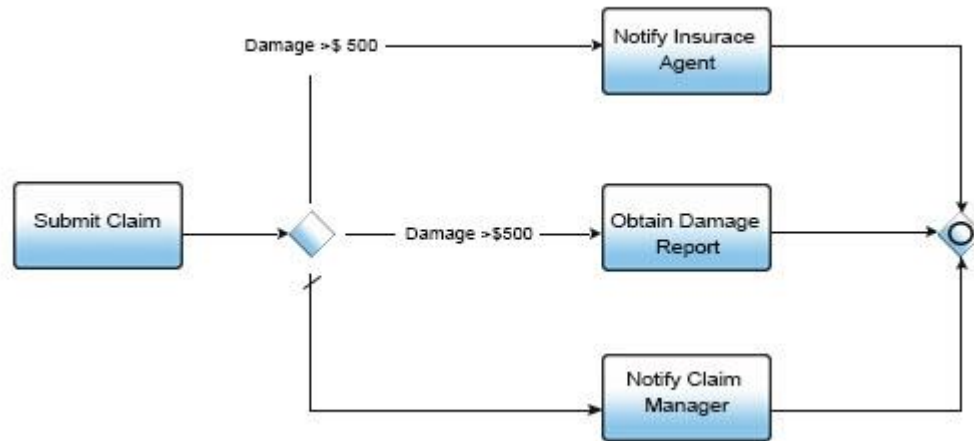 Damage >$ 500
Notify Insurace
Agent
Submit Claim
Damage >$500
Obtain Damage
Report
Notify Claim
Manager